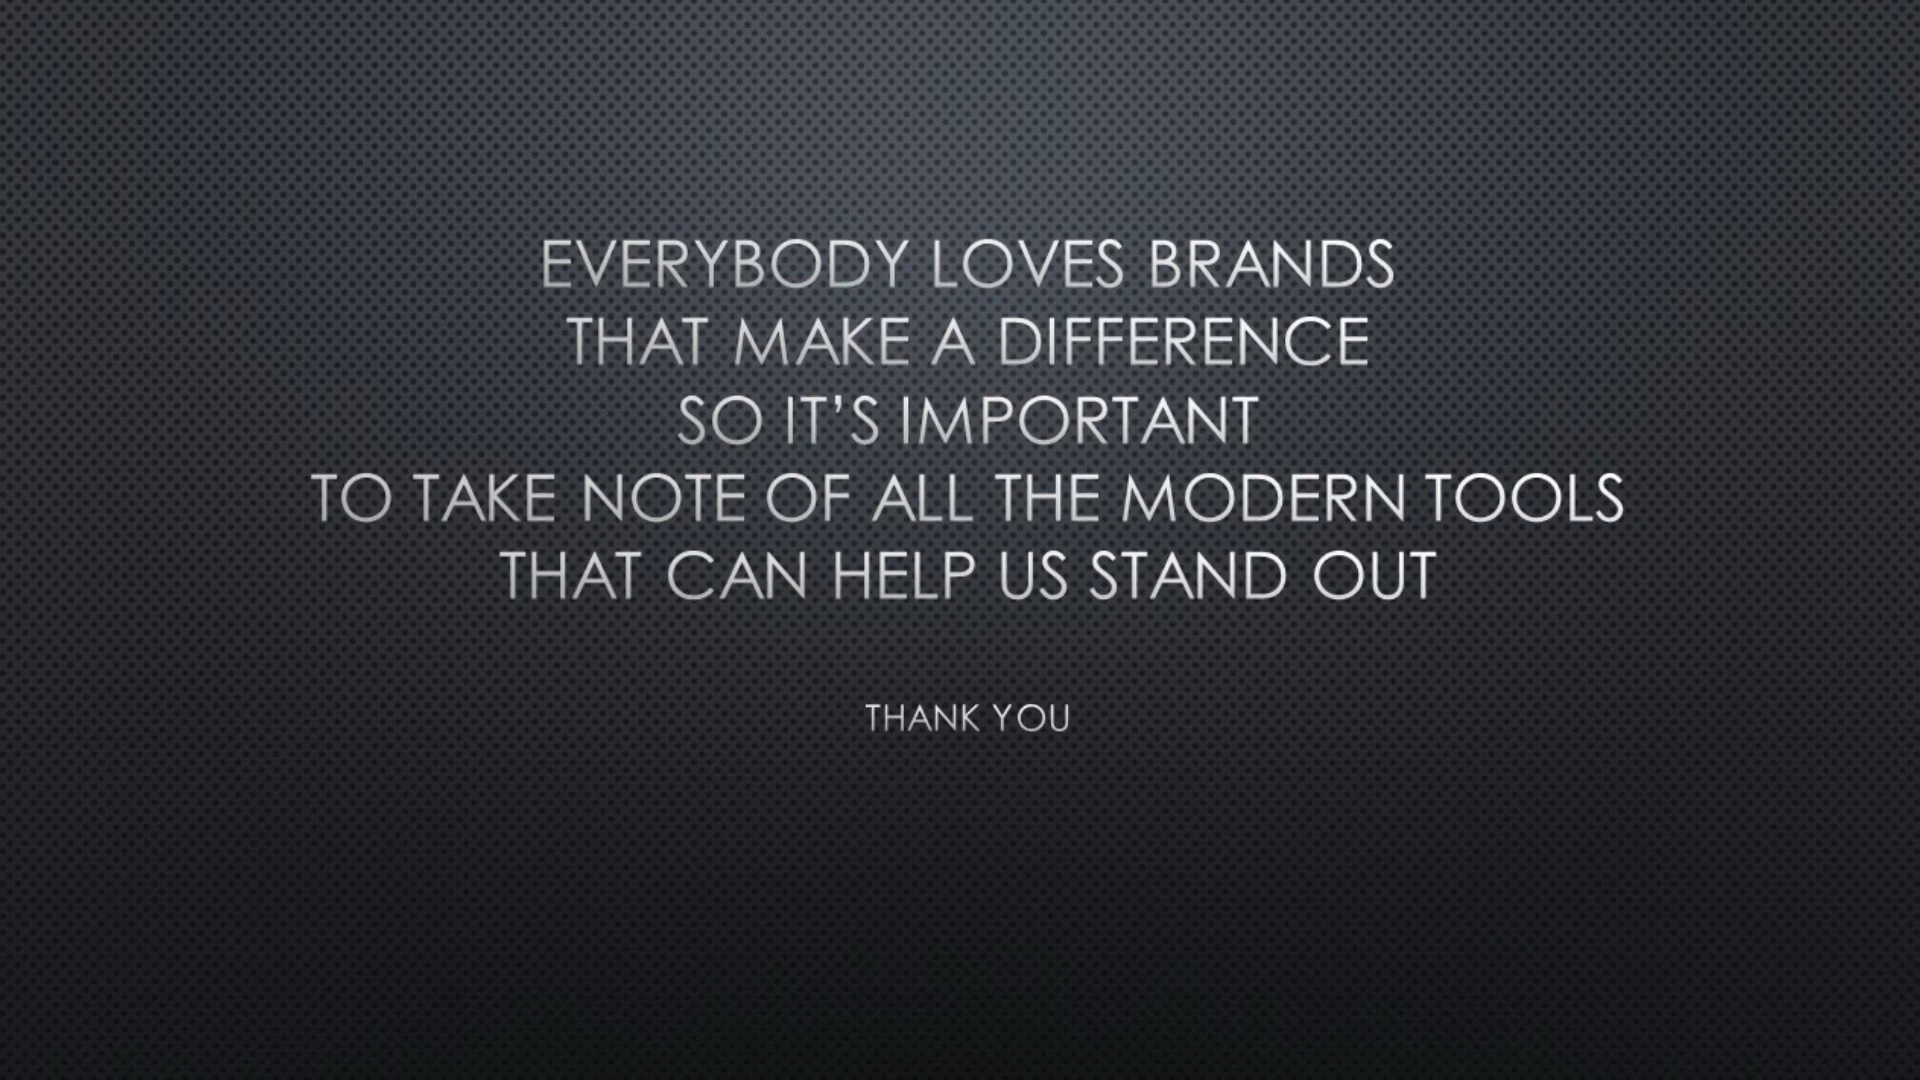 EVERYBODY LOVES BRANDS
THAT MAKE A DIFFERENCE
SO IT’S IMPORTANT
TO TAKE NOTE OF ALL THE MODERN TOOLS
THAT CAN HELP US STAND OUT
THANK YOU